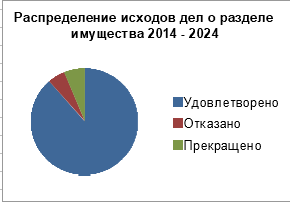 Распределение исходов дел о разделе
имущества 2014 - 2024
Удовлетворено
Отказано
Прекращено